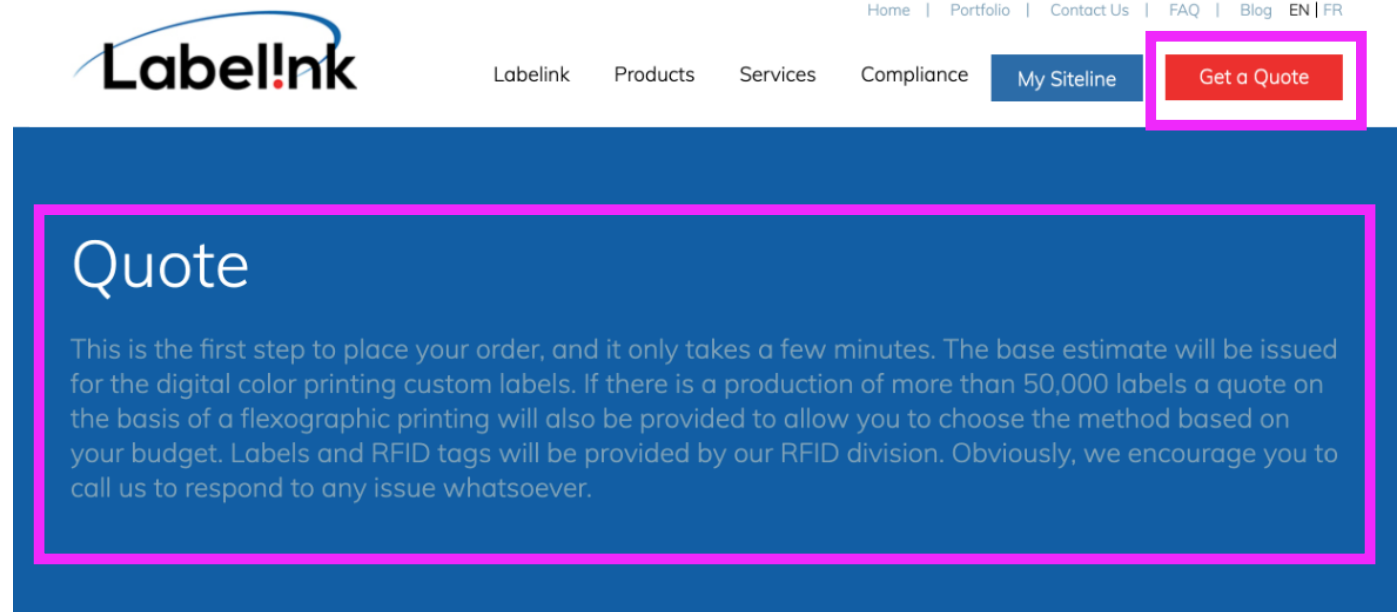 Home | Portfolio | Contact Us | FAQ | Blog EN | FR
Label!nk
Labelink Products Services Compliance My Siteline Get a Quote
Quote
This is the first step to place your order, and it only takes a few minutes. The base estimate will be issued
for the digital color printing custom labels. If there is a production of more than 50,000 labels a quote on
the basis of a flexographic printing will also be provided to allow you to choose the method based on
your budget. Labels and RFID tags will be provided by our RFID division. Obviously, we encourage you to
call us to respond to any issue whatsoever.